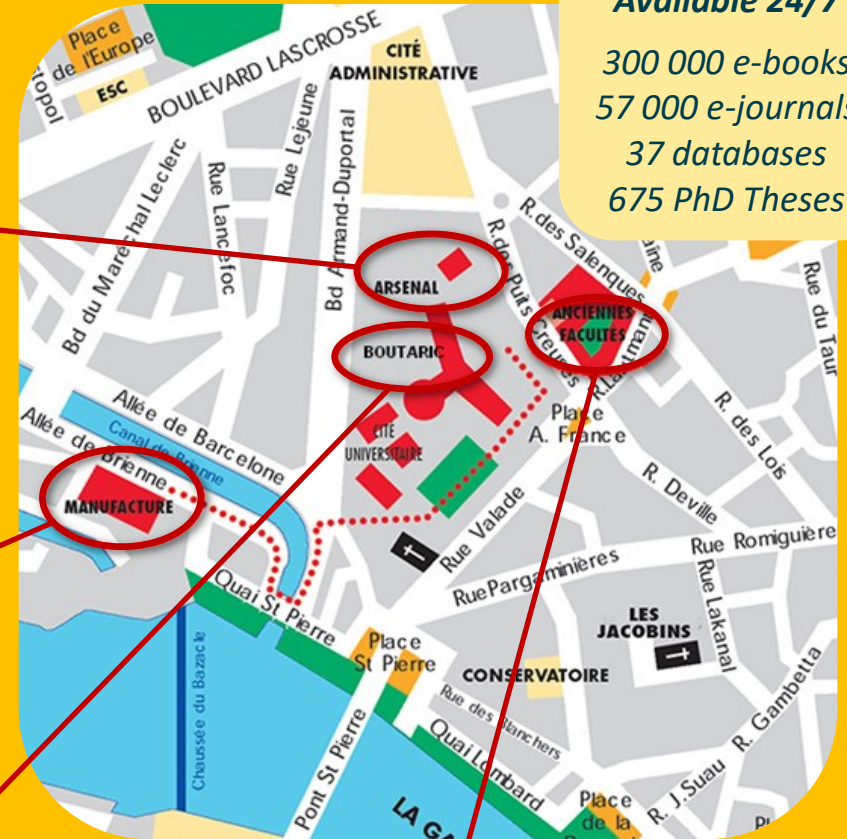 Available 24/7
300 000 e-books
57 000 e-journals
37 databases
675 PhD Theses
Place
de l'Europe
ESC
BOULEVARD LASCROSSE
CITÉ
ADMINISTRATIVE
Rue Lejeune
Rue Lancefoc
Bd du Maréchal Leclerc
Bd Armand-Duportal
R.des Salenques
R.des Puits Creusés
Rue du Taur
ARSENAL
ANCIENNES
FACULTÉS
R.Lautmann
BOUTARIC
Place
A. France
R. des Lois
CITÉ
UNIVERSITAIRE
Allée de Barcelone
Canal de Brienne
Allée de Brienne
MANUFACTURE
R. Deville
Rue Valade
Rue Romiguière
Rue Pargaminières
Rue Lakanal
LES
JACOBINS
Quai St Pierre
Place
St Pierre
CONSERVATOIRE
Rue des Blanchers
R. Gambetta
Chaussée du Bazacle
Pont St Pierre
Quai Lombard
R. J.Suau
LA
Place
de la